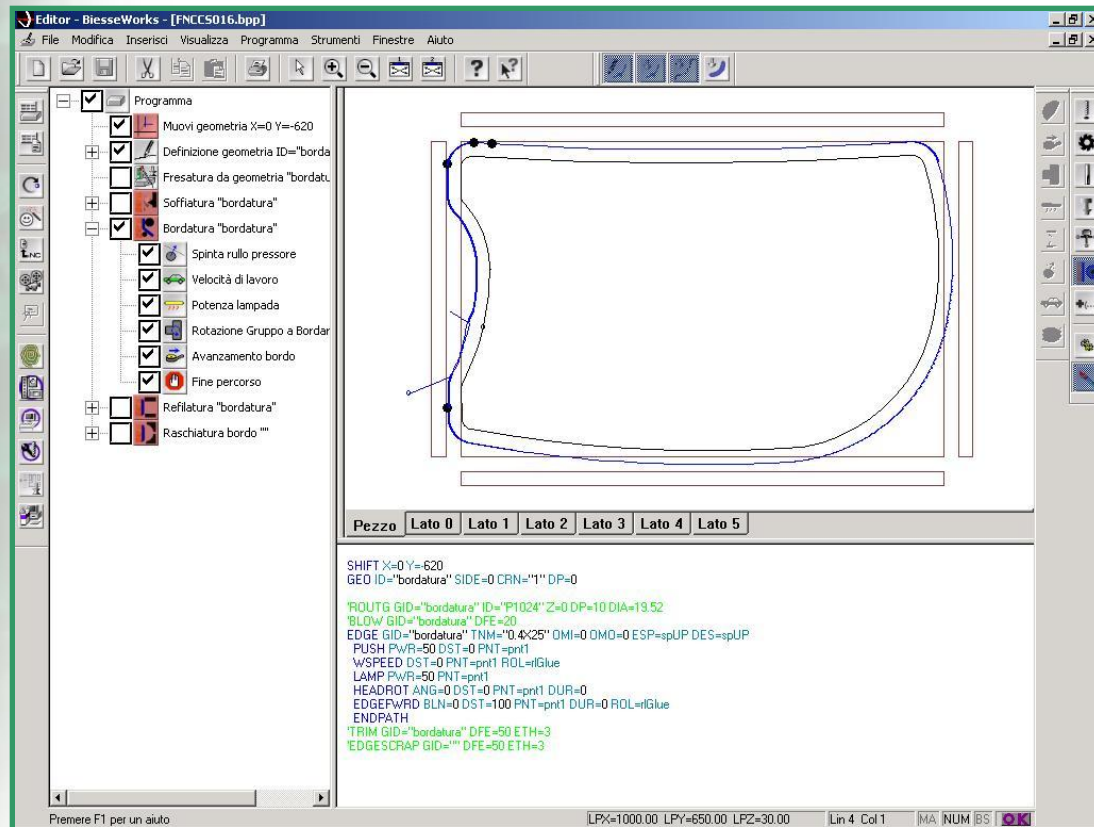 Editor - BiesseWorks - [FNCCS016.bpp]
File Modifica Inserisci Visualizza Programma Strumenti Finestre Aiuto
Programma
Muovi geometria X=0 Y=-620
Definizione geometria ID="borda
Fresatura da geometria "bordatu
Soffiatura "bordatura"
Bordatura "bordatura"
Spinta rullo pressore
Velocità di lavoro
Potenza lampada
Rotazione Gruppo a Bordar
Avanzamento bordo
Fine percorso
Refilatura "bordatura"
Raschiatura bordo ""
Pezzo Lato 0 Lato 1 Lato 2 Lato 3 Lato 4 Lato 5
SHIFT X=0 Y=-620
GEO ID="bordatura" SIDE=0 CRN="1" DP=0
'ROUTG GID="bordatura" ID="P1024" Z=0 DP=10 DIA=19.52
'BLOW GID="bordatura" DFE=20
EDGE GID="bordatura" TNM="0.4X25" OMI=0 OMO=0 ESP=spUP DES=spUP
PUSH PWR=50 DST=0 PNT=pnt1
WSPEED DST=0 PNT=pnt1 ROL=rlGlue
LAMP PWR=50 PNT=pnt1
HEADROT ANG=0 DST=0 PNT=pnt1 DUR=0
EDGEFWRD BLN=0 DST=100 PNT=pnt1 DUR=0 ROL=rlGlue
ENDPATH
'TRIM GID="bordatura" DFE=50 ETH=3
'EDGESCRAP GID="" DFE=50 ETH=3
Premere F1 per un aiuto LPX=1000.00 LPY=650.00 LPZ=30.00 Lin 4 Col 1 MA NUM BS OK